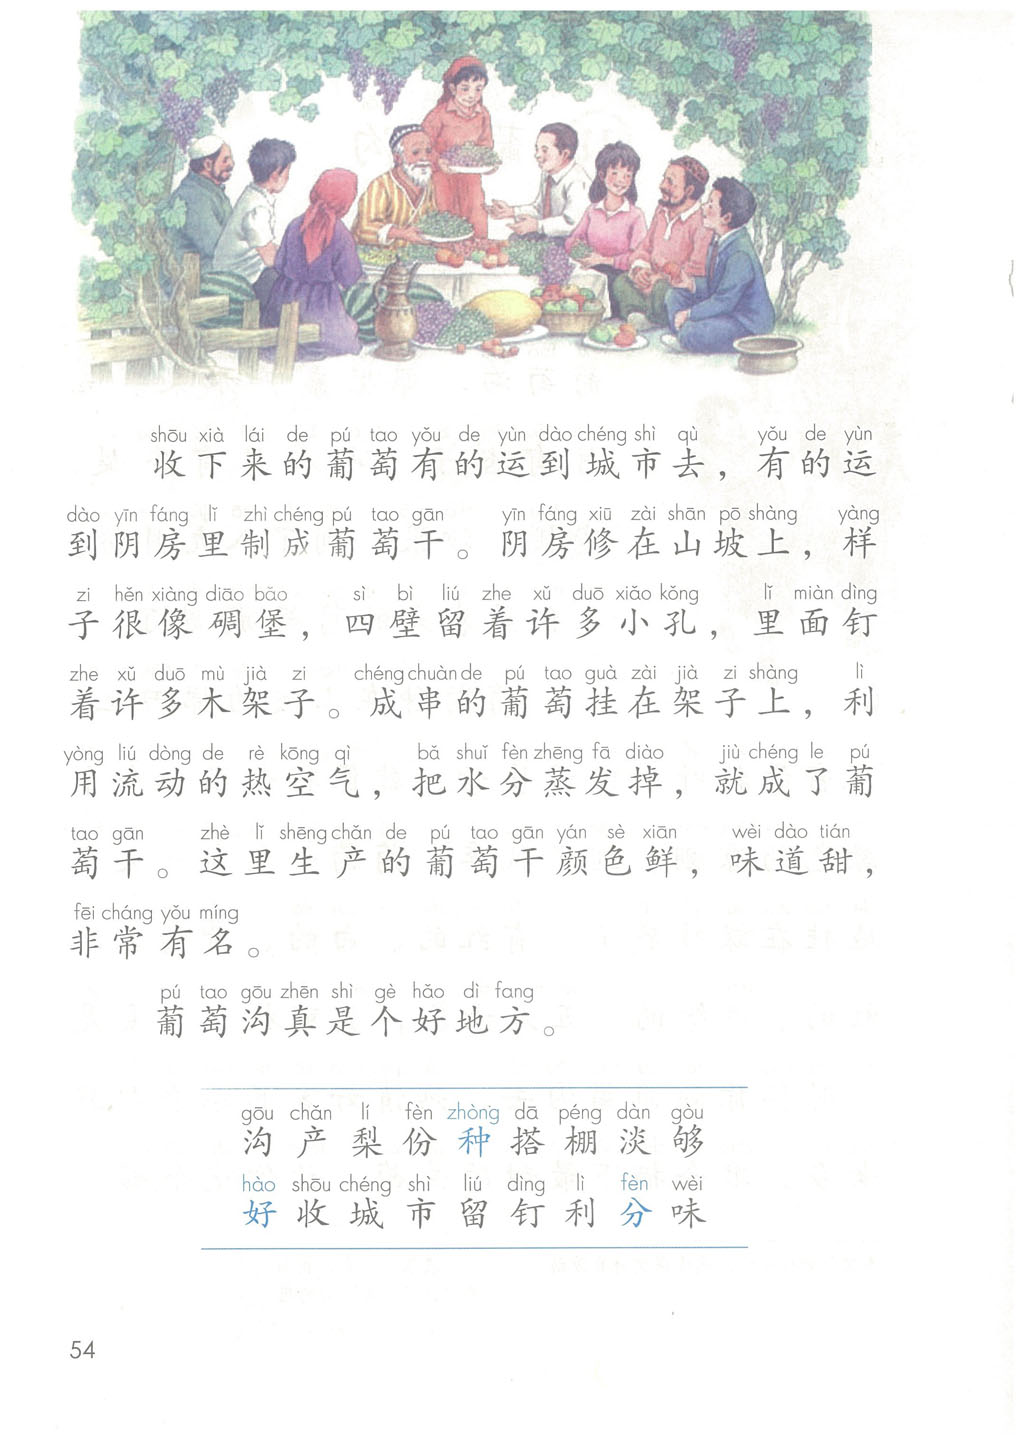 shōu xià lái de pú tao yǒu de yùn dào chéng shì qù yǒu de yùn
收下来的葡萄有的运到城市去，有的运
dào yīn fáng lǐ zhì chéng pú tao gān yīn fáng xiū zài shān pō shàng yàng
到阴房里制成葡萄干。阴房修在山坡上，样
zi hěn xiàng diāo bǎo sì bì liú zhe xǔ duō xiǎo kǒng lǐ miàn dìng
子很像碉堡，四壁留着许多小孔，里面钉
zhe xǔ duō mù jià zi chéng chuàn de pú tao guà zài jià zi shàng lì
着许多木架子。成串的葡萄挂在架子上，利
yòng liú dòng de rè kōng qì bǎ shuǐ fèn zhēng fā diào jiù chéng le pú
用流动的热空气，把水分蒸发掉，就成了葡
tao gān zhè lǐ shēng chǎn de pú tao gān yán sè xiān wèi dào tián
萄干。这里生产的葡萄干颜色鲜，味道甜，
fēi cháng yǒu míng
非常有名。
pú tao gōu zhēn shì gè hǎo dì fang
葡萄沟真是个好地方。
gōu chǎn lí fèn zhòng dā péng dàn gòu
沟产梨份种搭棚淡够
hào shōu chéng shì liú dìng lì fèn wèi
好收城市留钉利分味
54